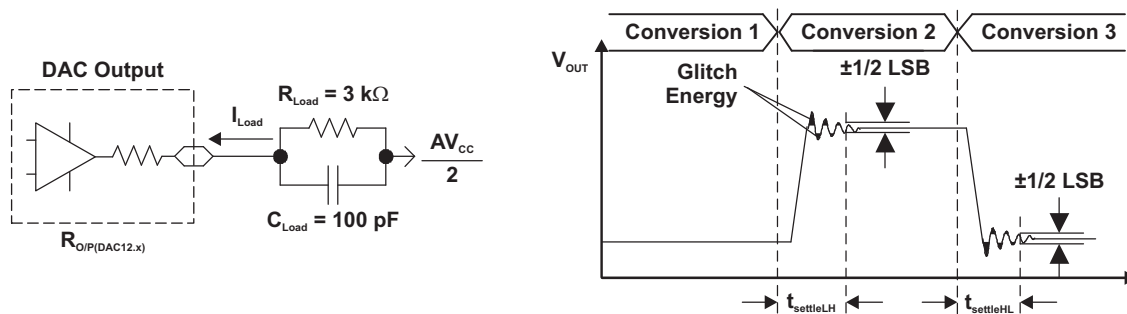 DAC Output
I_Load
R_Load = 3 kΩ
AV_CC
2
C_Load = 100 pF
R_O/P(DAC12.x)
Conversion 1
Conversion 2
Conversion 3
V_OUT
Glitch
Energy
±1/2 LSB
±1/2 LSB
t_settleLH
t_settleHL